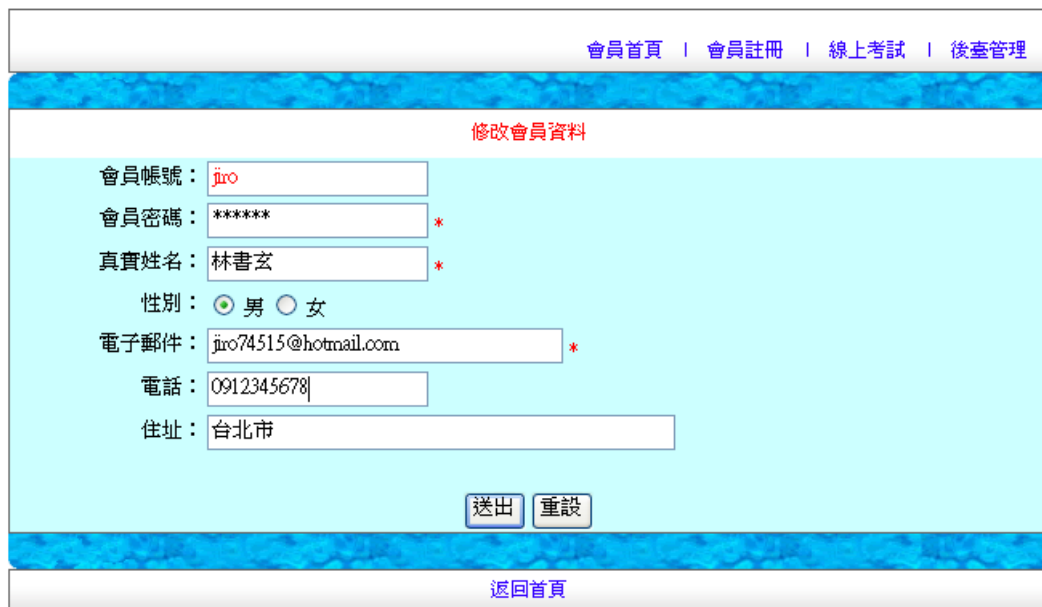 會員首頁 | 會員註冊 | 線上考試 | 後臺管理
修改會員資料
會員帳號：jiro
會員密碼：****** *
真實姓名：林書玄 *
性別：男 女
電子郵件：jiro74515@hotmail.com *
電話：0912345678
住址：台北市
送出 重設
返回首頁